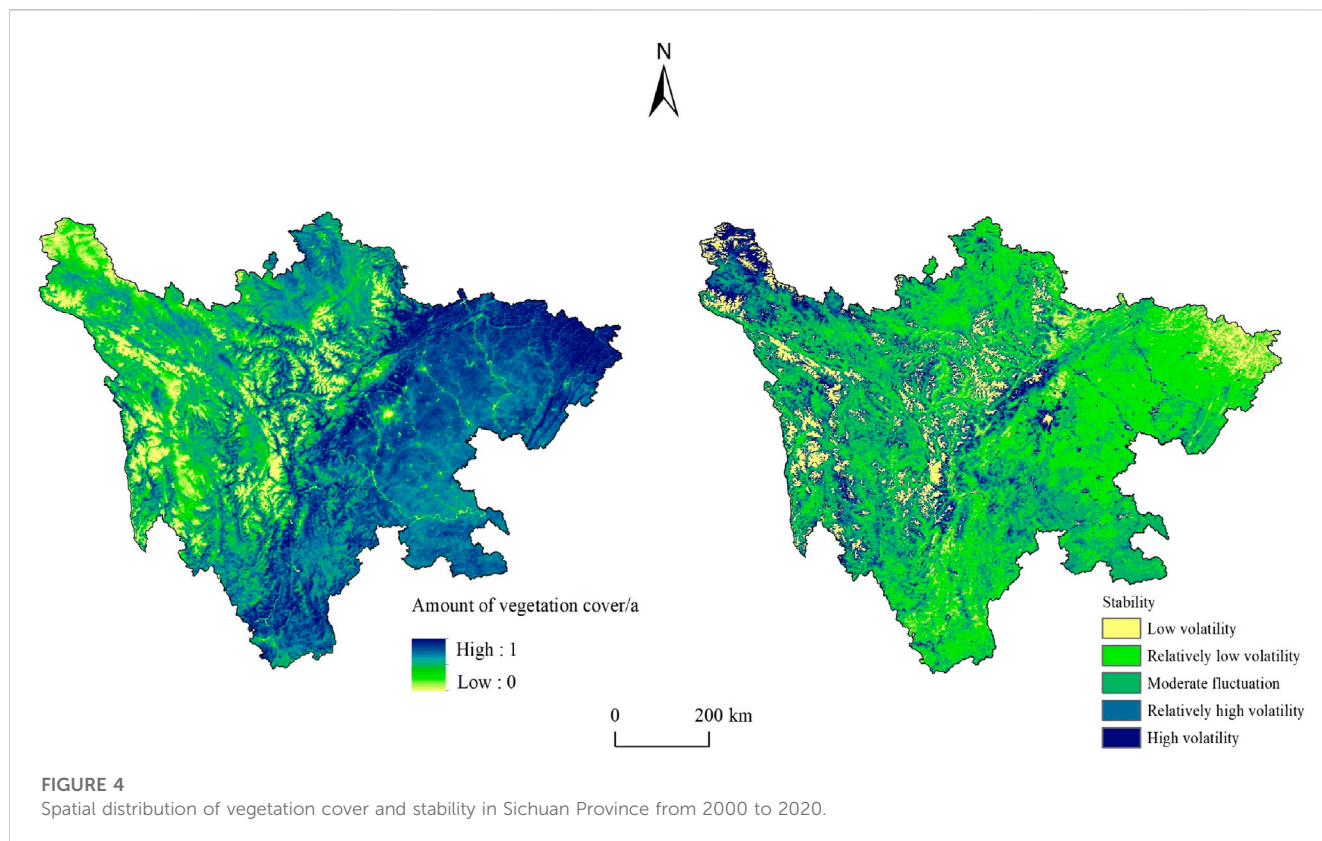 N
Amount of vegetation cover/a
High : 1
Low : 0
0 200 km
Stability
Low volatility
Relatively low volatility
Moderate fluctuation
Relatively high volatility
High volatility
FIGURE 4
Spatial distribution of vegetation cover and stability in Sichuan Province from 2000 to 2020.